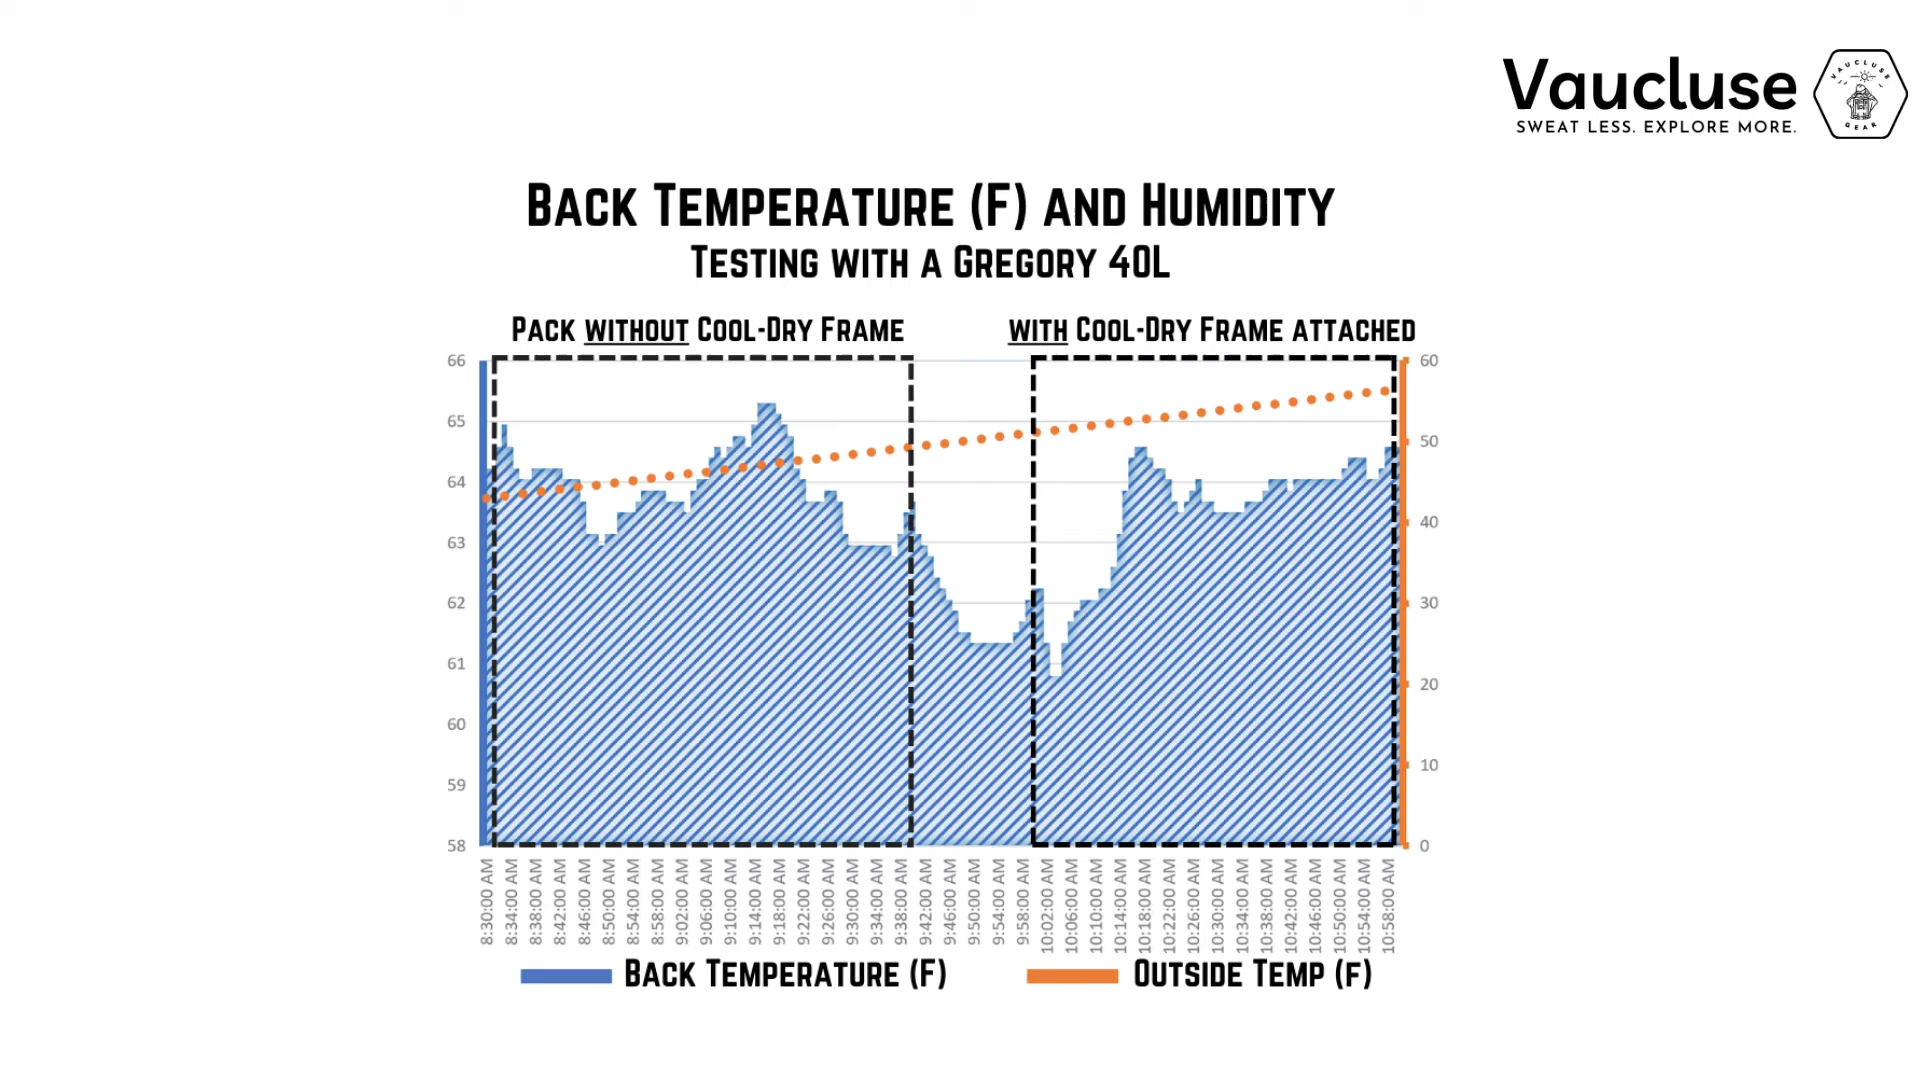 Vaucluse
SWEAT LESS. EXPLORE MORE.
VAUCLUSE
GEAR
BACK TEMPERATURE (F) AND HUMIDITY
TESTING WITH A GREGORY 40L
PACK WITHOUT COOL-DRY FRAME
WITH COOL-DRY FRAME ATTACHED
66
65
64
63
62
61
60
59
58
60
50
40
30
20
10
0
8:30:00 AM
8:34:00 AM
8:38:00 AM
8:42:00 AM
8:46:00 AM
8:50:00 AM
8:54:00 AM
8:58:00 AM
9:02:00 AM
9:06:00 AM
9:10:00 AM
9:14:00 AM
9:18:00 AM
9:22:00 AM
9:26:00 AM
9:30:00 AM
9:34:00 AM
9:38:00 AM
9:42:00 AM
9:46:00 AM
9:50:00 AM
9:54:00 AM
9:58:00 AM
10:02:00 AM
10:06:00 AM
10:10:00 AM
10:14:00 AM
10:18:00 AM
10:22:00 AM
10:26:00 AM
10:30:00 AM
10:34:00 AM
10:38:00 AM
10:42:00 AM
10:46:00 AM
10:50:00 AM
10:54:00 AM
10:58:00 AM
BACK TEMPERATURE (F)
OUTSIDE TEMP (F)